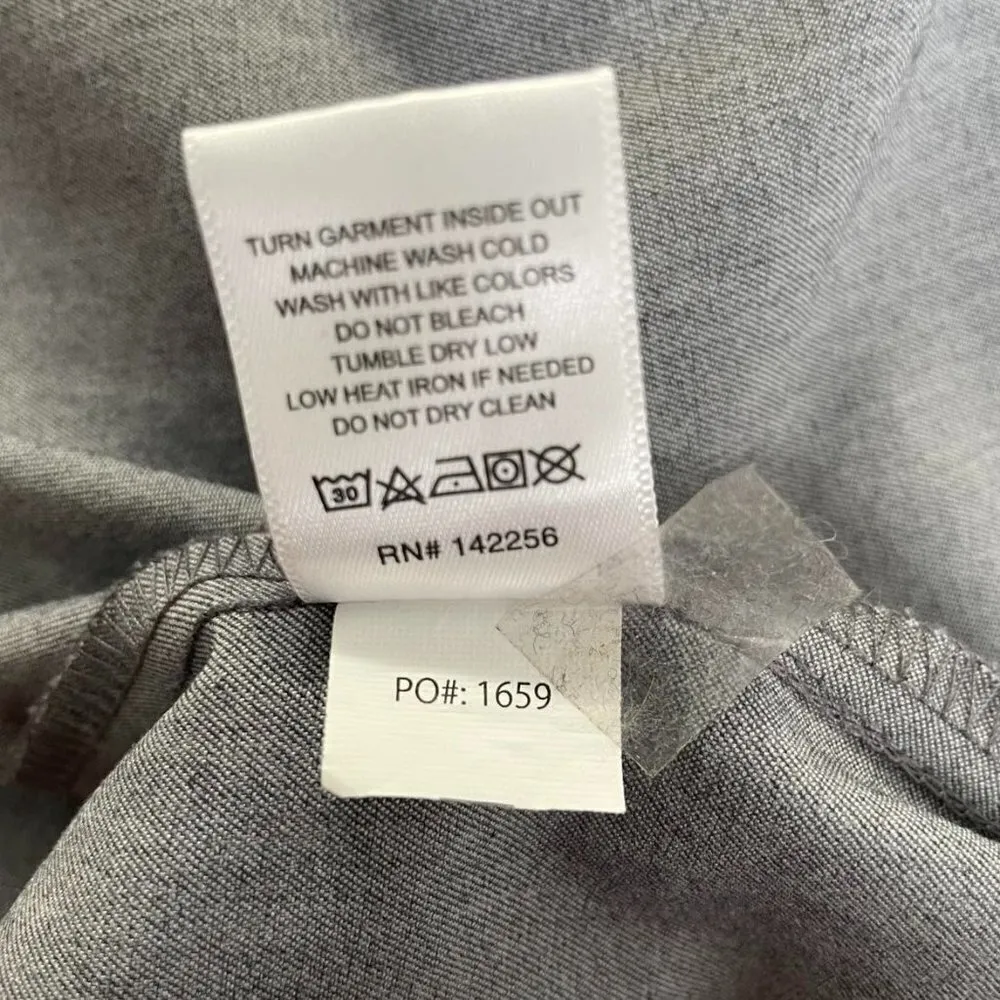 TURN GARMENT INSIDE OUT
MACHINE WASH COLD
WASH WITH LIKE COLORS
DO NOT BLEACH
TUMBLE DRY LOW
LOW HEAT IRON IF NEEDED
DO NOT DRY CLEAN
30
RN# 142256
PO#: 1659